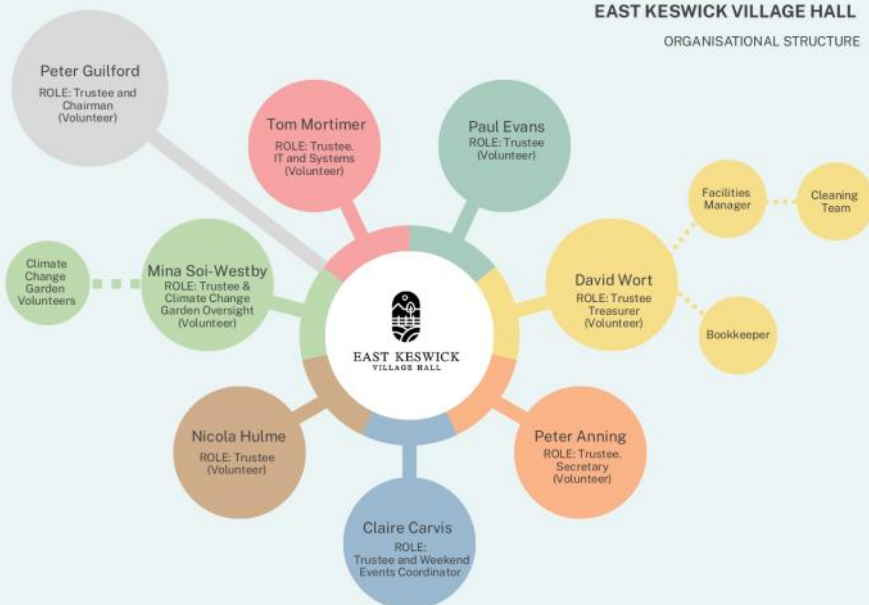 EAST KESWICK VILLAGE HALL
ORGANISATIONAL STRUCTURE
Peter Guilford
ROLE: Trustee and
Chairman
(Volunteer)
Tom Mortimer
ROLE: Trustee.
IT and Systems
(Volunteer)
Paul Evans
ROLE: Trustee
(Volunteer)
Facilities
Manager
Cleaning
Team
Climate
Change
Garden
Volunteers
Mina Soi-Westby
ROLE: Trustee &
Climate Change
Garden Oversight
(Volunteer)
David Wort
ROLE: Trustee
Treasurer
(Volunteer)
Bookkeeper
EAST KESWICK
VILLAGE HALL
Nicola Hulme
ROLE: Trustee
(Volunteer)
Peter Anning
ROLE: Trustee.
Secretary
(Volunteer)
Claire Carvis
ROLE:
Trustee and Weekend
Events Coordinator